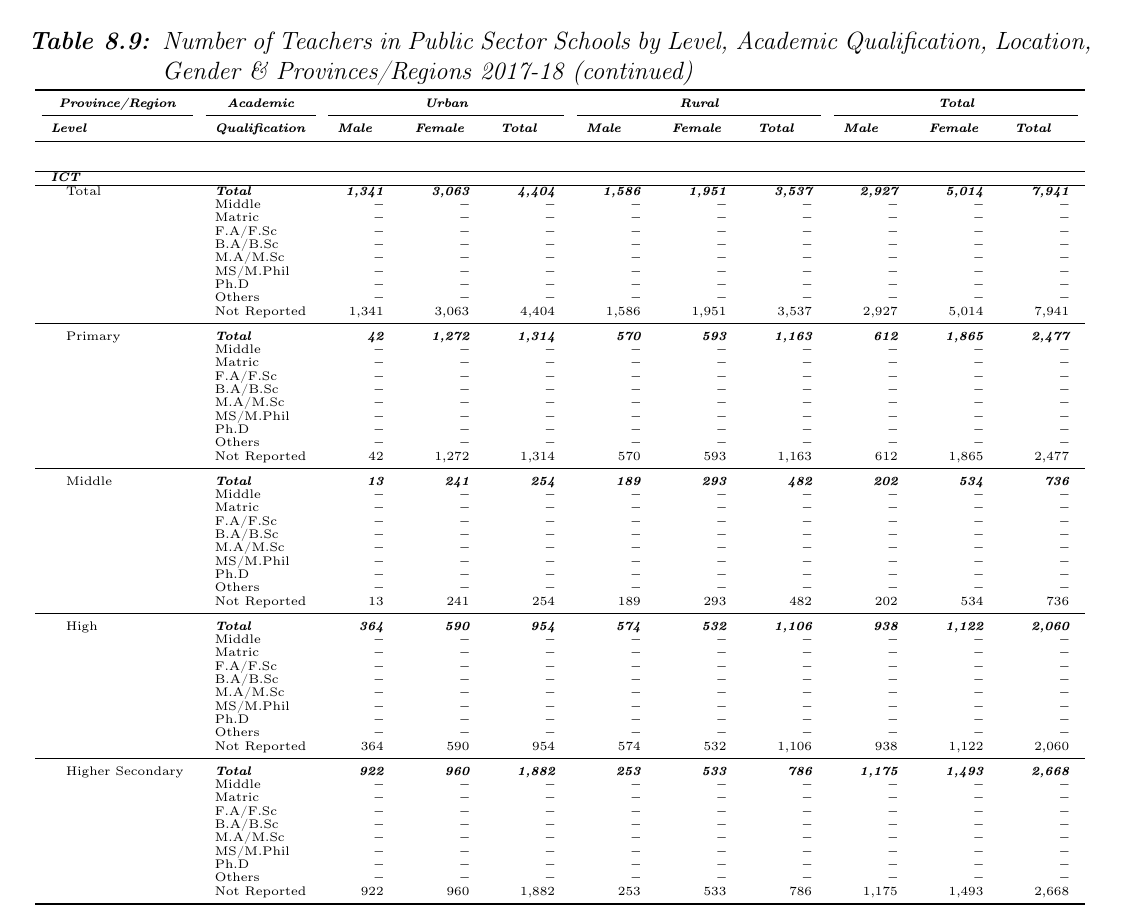 Table 8.9: Number of Teachers in Public Sector Schools by Level, Academic Qualification, Location,
Gender & Provinces/Regions 2017-18 (continued)
Province/Region Academic Urban Rural Total
Level Qualification Male Female Total Male Female Total Male Female Total
ICT
Total Total 1,341 3,063 4,404 1,586 1,951 3,537 2,927 5,014 7,941
Middle – – – – – – – – –
Matric – – – – – – – – –
F.A/F.Sc – – – – – – – – –
B.A/B.Sc – – – – – – – – –
M.A/M.Sc – – – – – – – – –
MS/M.Phil – – – – – – – – –
Ph.D – – – – – – – – –
Others – – – – – – – – –
Not Reported 1,341 3,063 4,404 1,586 1,951 3,537 2,927 5,014 7,941
Primary Total 42 1,272 1,314 570 593 1,163 612 1,865 2,477
Middle – – – – – – – – –
Matric – – – – – – – – –
F.A/F.Sc – – – – – – – – –
B.A/B.Sc – – – – – – – – –
M.A/M.Sc – – – – – – – – –
MS/M.Phil – – – – – – – – –
Ph.D – – – – – – – – –
Others – – – – – – – – –
Not Reported 42 1,272 1,314 570 593 1,163 612 1,865 2,477
Middle Total 13 241 254 189 293 482 202 534 736
Middle – – – – – – – – –
Matric – – – – – – – – –
F.A/F.Sc – – – – – – – – –
B.A/B.Sc – – – – – – – – –
M.A/M.Sc – – – – – – – – –
MS/M.Phil – – – – – – – – –
Ph.D – – – – – – – – –
Others – – – – – – – – –
Not Reported 13 241 254 189 293 482 202 534 736
High Total 364 590 954 574 532 1,106 938 1,122 2,060
Middle – – – – – – – – –
Matric – – – – – – – – –
F.A/F.Sc – – – – – – – – –
B.A/B.Sc – – – – – – – – –
M.A/M.Sc – – – – – – – – –
MS/M.Phil – – – – – – – – –
Ph.D – – – – – – – – –
Others – – – – – – – – –
Not Reported 364 590 954 574 532 1,106 938 1,122 2,060
Higher Secondary Total 922 960 1,882 253 533 786 1,175 1,493 2,668
Middle – – – – – – – – –
Matric – – – – – – – – –
F.A/F.Sc – – – – – – – – –
B.A/B.Sc – – – – – – – – –
M.A/M.Sc – – – – – – – – –
MS/M.Phil – – – – – – – – –
Ph.D – – – – – – – – –
Others – – – – – – – – –
Not Reported 922 960 1,882 253 533 786 1,175 1,493 2,668